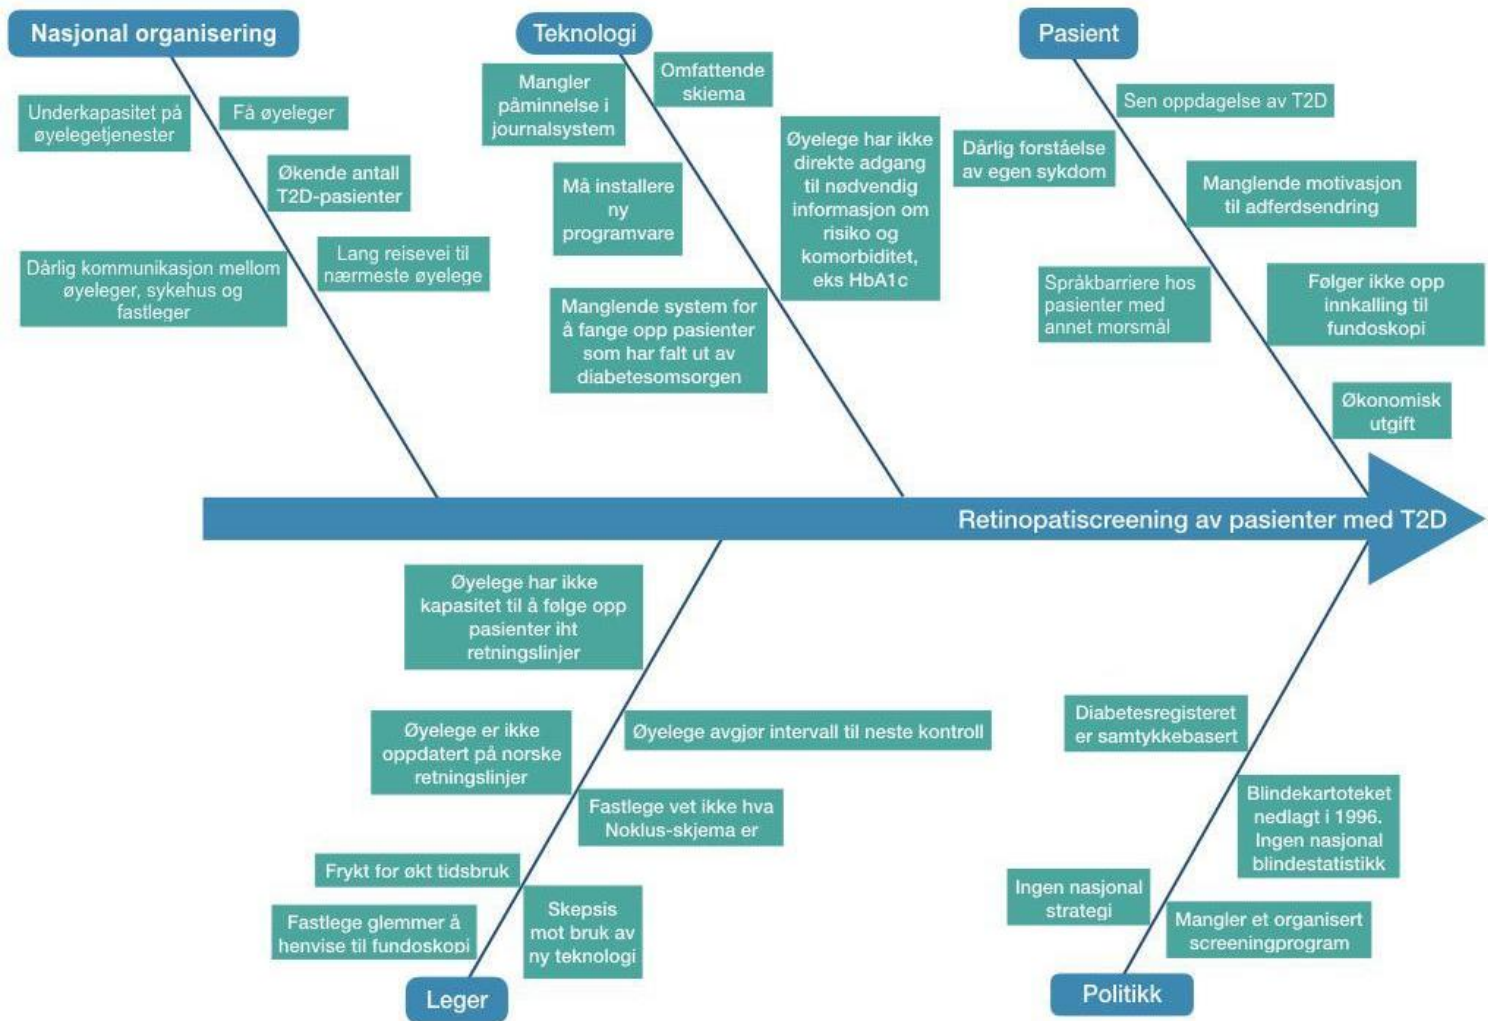 Nasjonal organisering
Underkapasitet på
øyelegetjenester
Få øyeleger
Økende antall
T2D-pasienter
Dårlig kommunikasjon mellom
øyeleger, sykehus og
fastleger
Lang reisevei til
nærmeste øyelege
Teknologi
Mangler
påminnelse i
journalsystem
Omfattende
skiema
Må installere
ny
programvare
Øyelege har ikke
direkte adgang
til nødvendig
informasjon om
risiko og
komorbiditet,
eks HbA1c
Manglende system for
å fange opp pasienter
som har falt ut av
diabetesomsorgen
Pasient
Sen oppdagelse av T2D
Dårlig forståelse
av egen sykdom
Manglende motivasjon
til adferdsendring
Språkbarriere hos
pasienter med
annet morsmål
Følger ikke opp
innkalling til
fundoskopi
Økonomisk
utgift
Retinopatiscreening av pasienter med T2D
Øyelege har ikke
kapasitet til å følge opp
pasienter iht
retningslinjer
Øyelege avgjør intervall til neste kontroll
Øyelege er ikke
oppdatert på norske
retningslinjer
Fastlege vet ikke hva
Noklus-skjema er
Frykt for økt tidsbruk
Fastlege glemmer å
henvise til fundoskopi
Skepsis
mot bruk av
ny teknologi
Leger
Diabetesregisteret
er samtykkebasert
Blindekartoteket
nedlagt i 1996.
Ingen nasjonal
blindestatistikk
Ingen nasjonal
strategi
Mangler et organisert
screeningprogram
Politikk